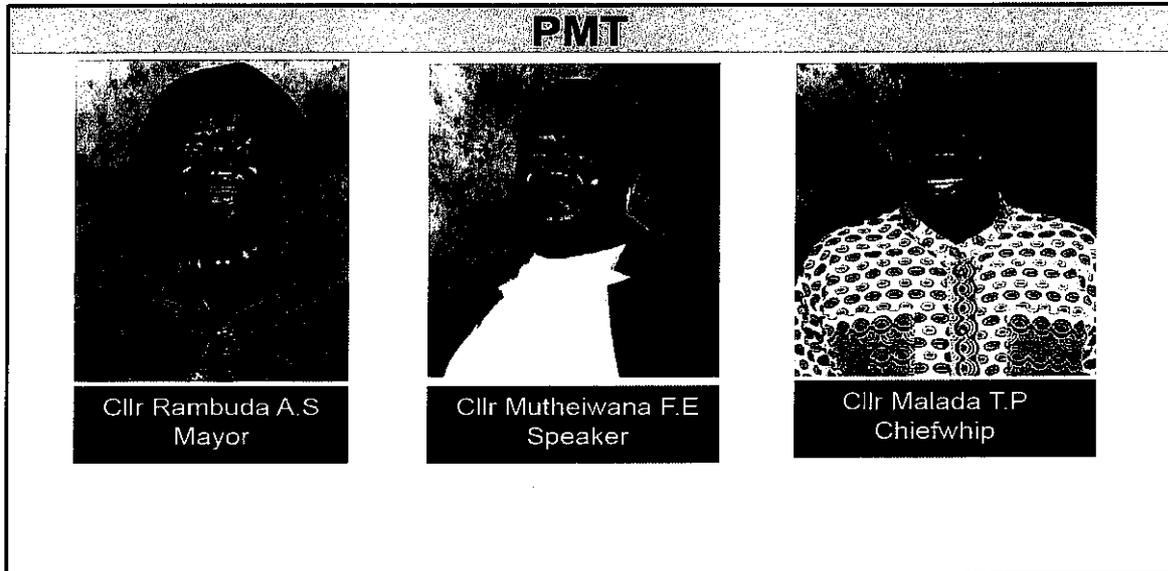 PMT
Cllr Rambuda A.S
Mayor
Cllr Mutheiwana F.E
Speaker
Cllr Malada T.P
Chiefwhip